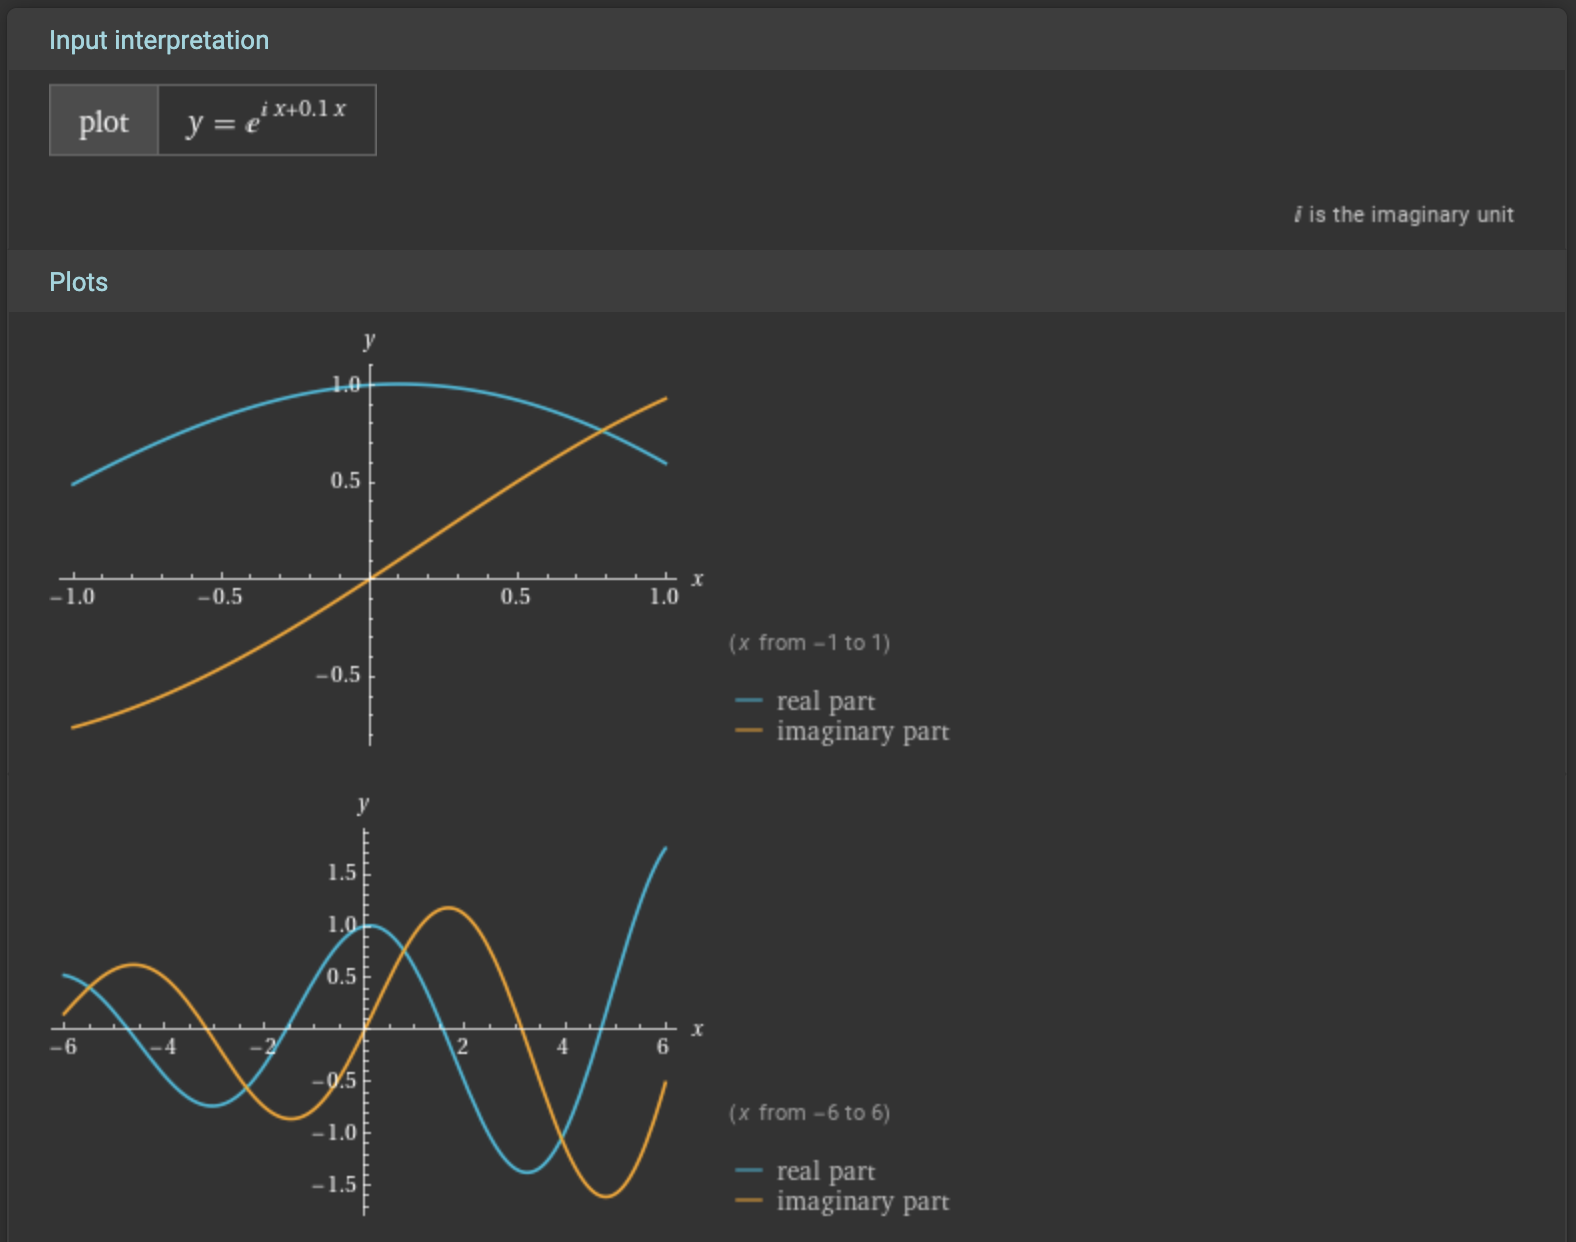 Input interpretation
plot y = e^{i x+0.1 x}
i is the imaginary unit
Plots
y
1.0
0.5
−1.0 −0.5 0.5 1.0 x
−0.5
(x from −1 to 1)
real part
imaginary part
y
1.5
1.0
0.5
−6 −4 −2 2 4 6 x
−0.5
−1.0
−1.5
(x from −6 to 6)
real part
imaginary part